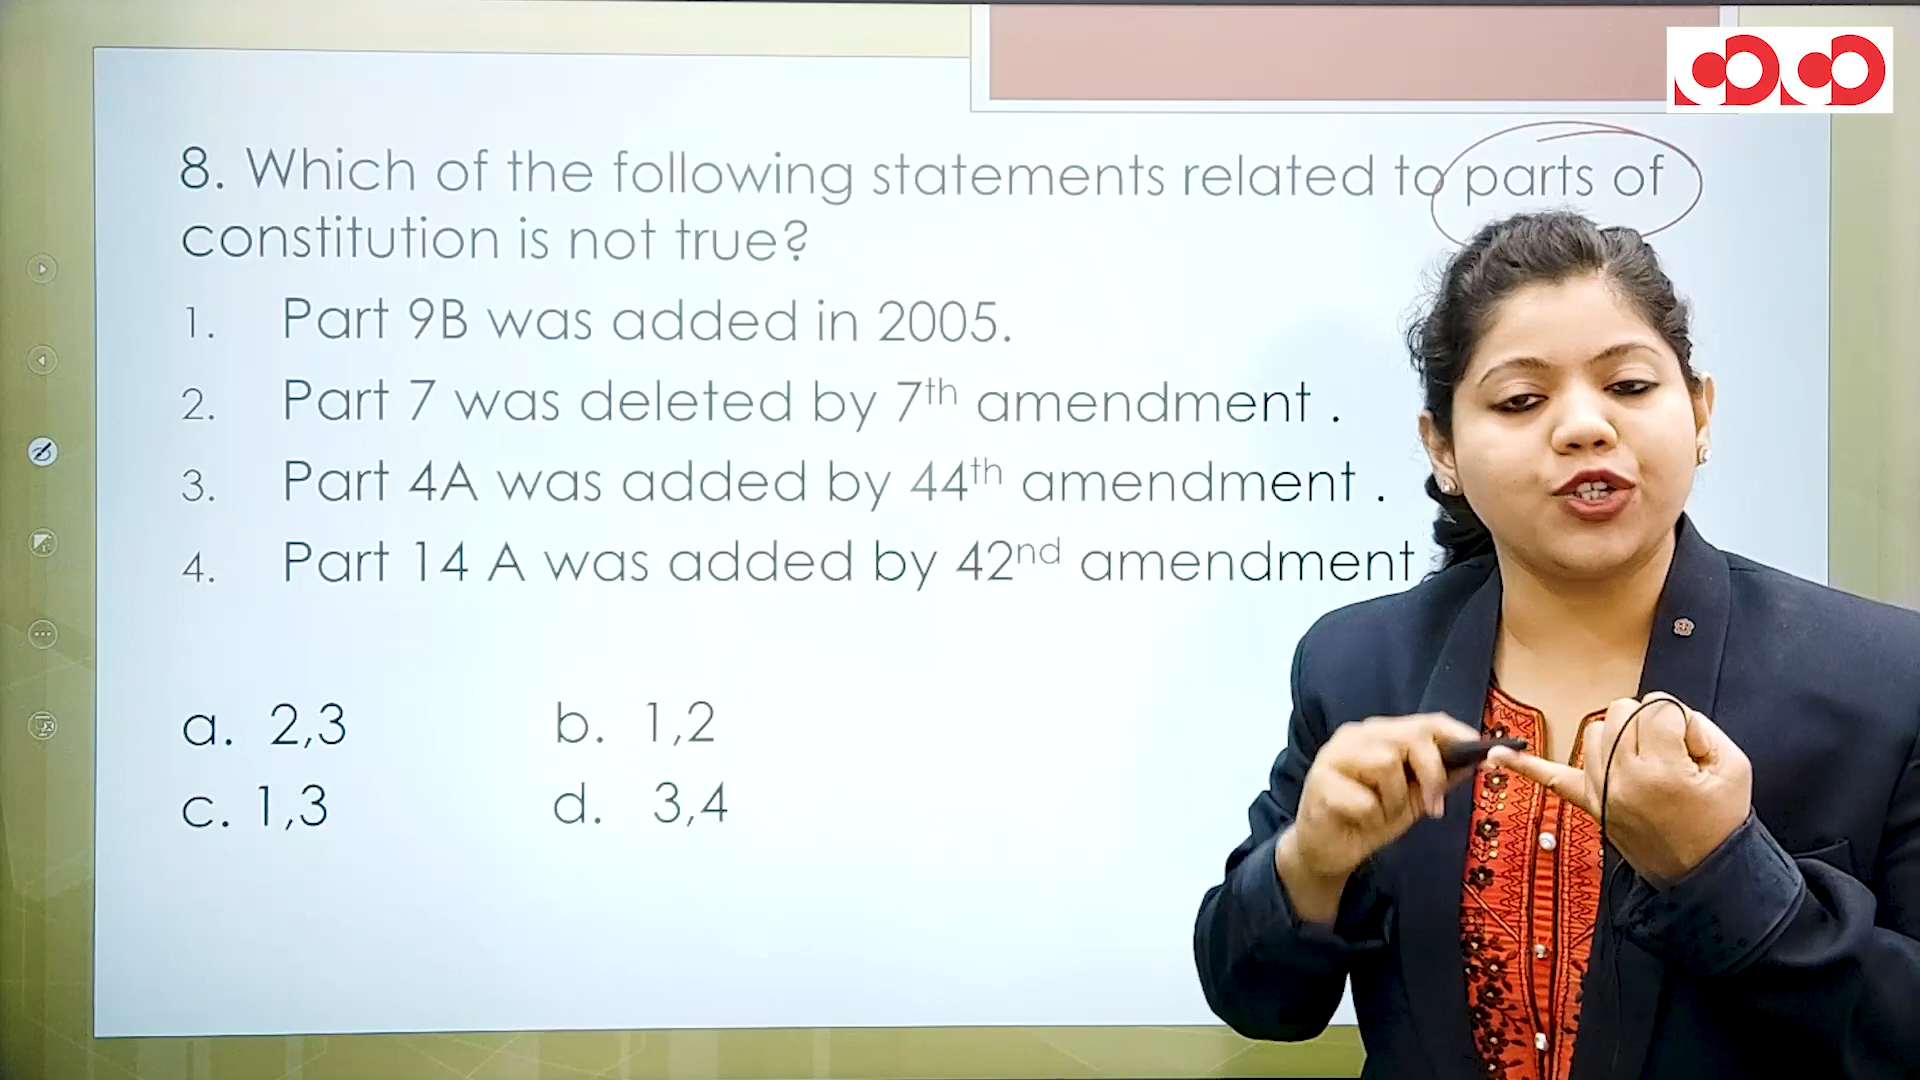 8. Which of the following statements related to parts of
constitution is not true?
1. Part 9B was added in 2005.
2. Part 7 was deleted by 7th amendment .
3. Part 4A was added by 44th amendment .
4. Part 14 A was added by 42nd amendment
a. 2,3 b. 1,2
c. 1,3 d. 3,4